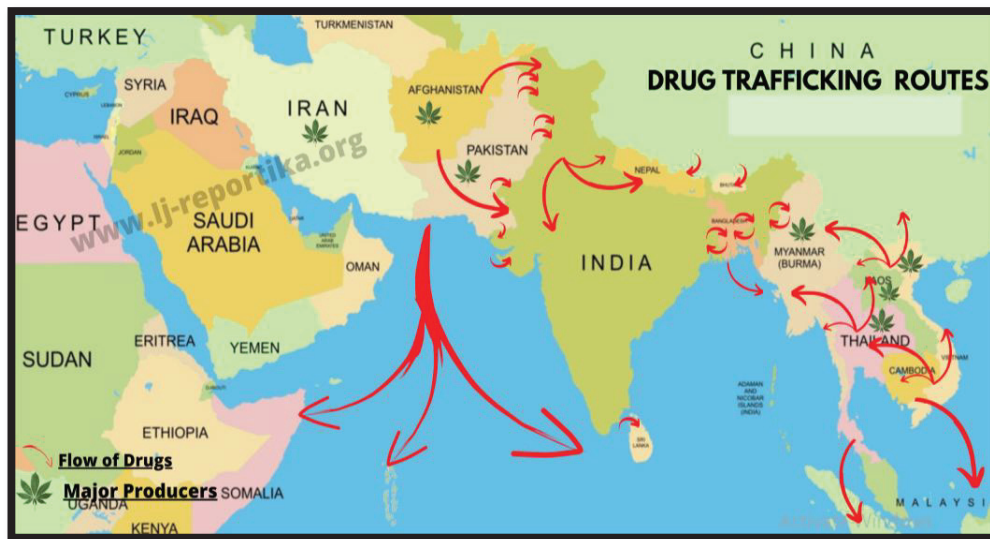 TURKEY
TURKMENISTAN
CHINA
DRUG TRAFFICKING ROUTES
CYPRUS
SYRIA
LEBANON
IRAQ
IRAN
AFGHANISTAN
JORDAN
PAKISTAN
NEPAL
BHUTAN
www.lj-reportika.org
EGYPT
SAUDI
ARABIA
UNITED
ARAB
EMIRATES
OMAN
INDIA
BANGLADESH
MYANMAR
(BURMA)
LAOS
THAILAND
VIETNAM
CAMBODIA
SUDAN
ERITREA
YEMEN
DJIBOUTI
ADAMAN
AND
NICOBAR
ISLANDS
(INDIA)
ETHIOPIA
SRI
LANKA
Flow of Drugs
Major Producers
SOMALIA
UGANDA
KENYA
MALAYSI